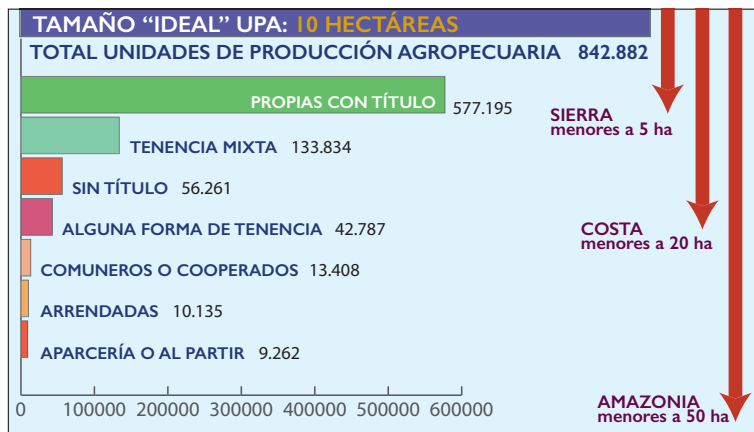 TAMAÑO “IDEAL” UPA: 10 HECTÁREAS
TOTAL UNIDADES DE PRODUCCIÓN AGROPECUARIA 842.882
PROPIAS CON TÍTULO 577.195
TENENCIA MIXTA 133.834
SIN TÍTULO 56.261
ALGUNA FORMA DE TENENCIA 42.787
COMUNEROS O COOPERADOS 13.408
ARRENDADAS 10.135
APARCERÍA O AL PARTIR 9.262
0 100000 200000 300000 400000 500000 600000
SIERRA
menores a 5 ha
COSTA
menores a 20 ha
AMAZONIA
menores a 50 ha